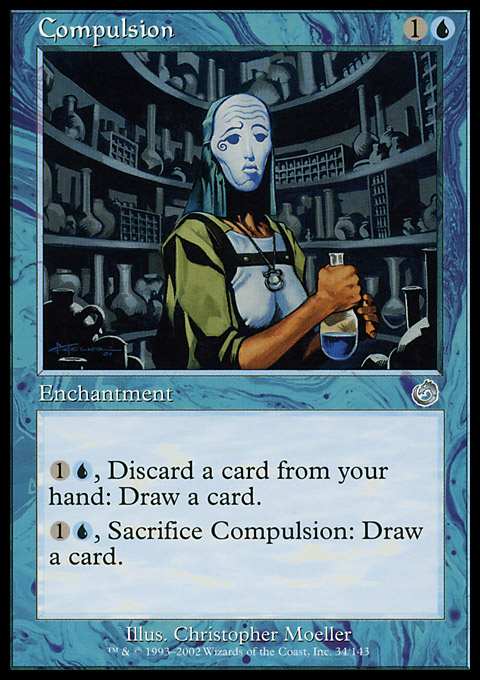 Compulsion 1
Enchantment
1, Discard a card from your
hand: Draw a card.
1, Sacrifice Compulsion: Draw
a card.
Illus. Christopher Moeller
™ & © 1993–2002 Wizards of the Coast, Inc. 34/143